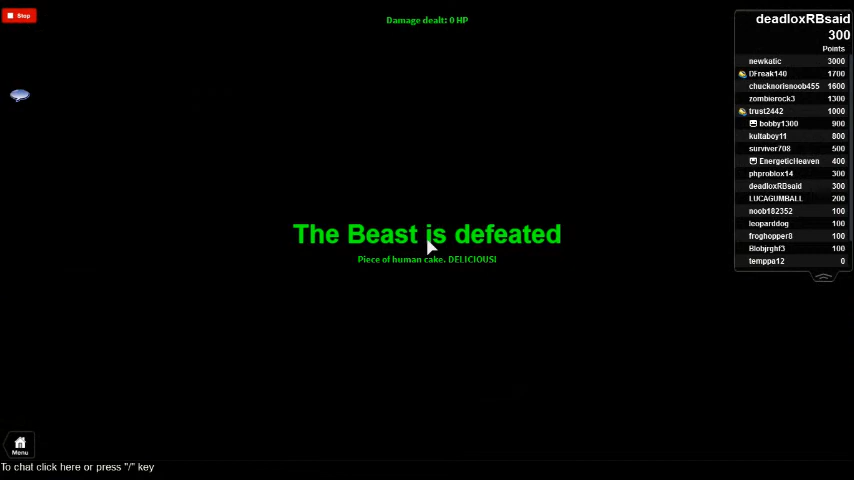 Stop
Damage dealt: 0 HP
The Beast is defeated
Piece of human cake. DELICIOUS!
deadloxRBsaid
300
Points
newkatic 3000
DFreak140 1700
chucknorisnoob455 1600
zombierock3 1300
trust2442 1000
bobby1300 900
kultaboy11 800
surviver708 500
EnergeticHeaven 400
phproblox14 300
deadloxRBsaid 300
LUCAGUMBALL 200
noob182352 100
leoparddog 100
froghopper8 100
Blobjrghf3 100
temppa12 0
Menu
To chat click here or press "/" key